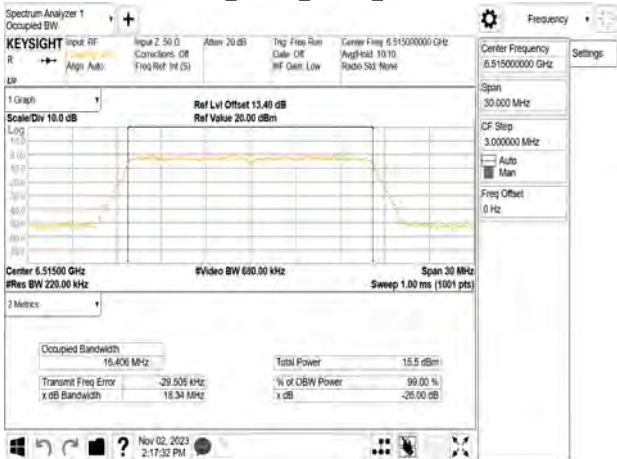 Spectrum Analyzer 1
Occupied BW
Frequency
KEYSIGHT
Input: RF
Align: Auto
Input Z: 50 Ω
Corrections: Off
Freq Ref: Int (S)
Atten: 20 dB
Trig: Free Run
Gate: Off
#IF Gain: Low
Center Freq: 6.515000000 GHz
Avg|Hold: 10/10
Radio Std: None
Center Frequency
6.515000000 GHz
Settings
Span
30.000 MHz
CF Step
3.000000 MHz
Auto
Man
Freq Offset
0 Hz
1 Graph
Scale/Div 10.0 dB
Ref Lvl Offset 13.40 dB
Ref Value 20.00 dBm
Log
Center 6.51500 GHz
#Video BW 680.00 kHz
Span 30 MHz
#Res BW 220.00 kHz
Sweep 1.00 ms (1001 pts)
2 Metrics
Occupied Bandwidth
16.406 MHz
Total Power
15.5 dBm
Transmit Freq Error
-29.505 kHz
% of OBW Power
99.00 %
x dB Bandwidth
18.34 MHz
x dB
-26.00 dB
Nov 02, 2023
2:17:32 PM